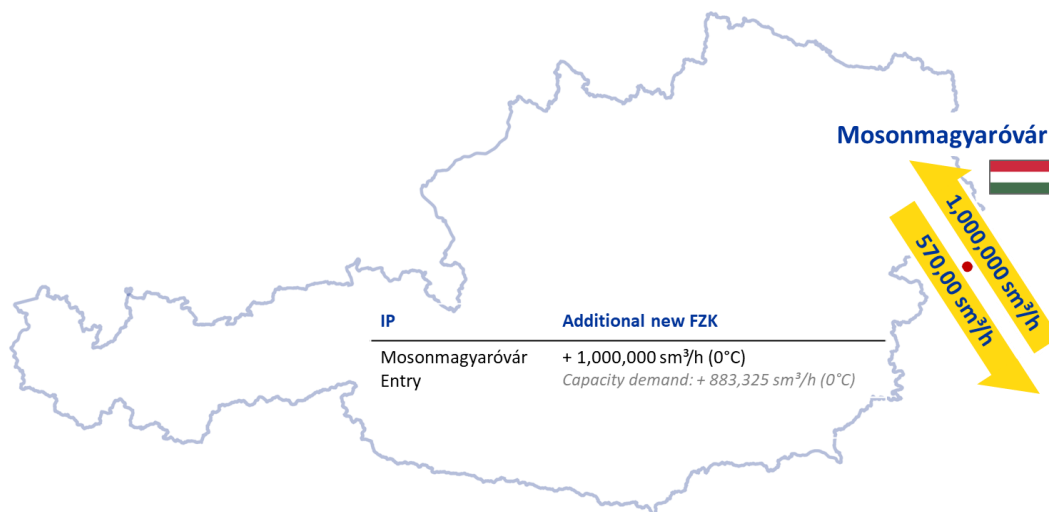 Mosonmagyaróvár
1,000,000 sm³/h
570,00 sm³/h
IP Additional new FZK
Mosonmagyaróvár + 1,000,000 sm³/h (0°C)
Entry Capacity demand: + 883,325 sm³/h (0°C)